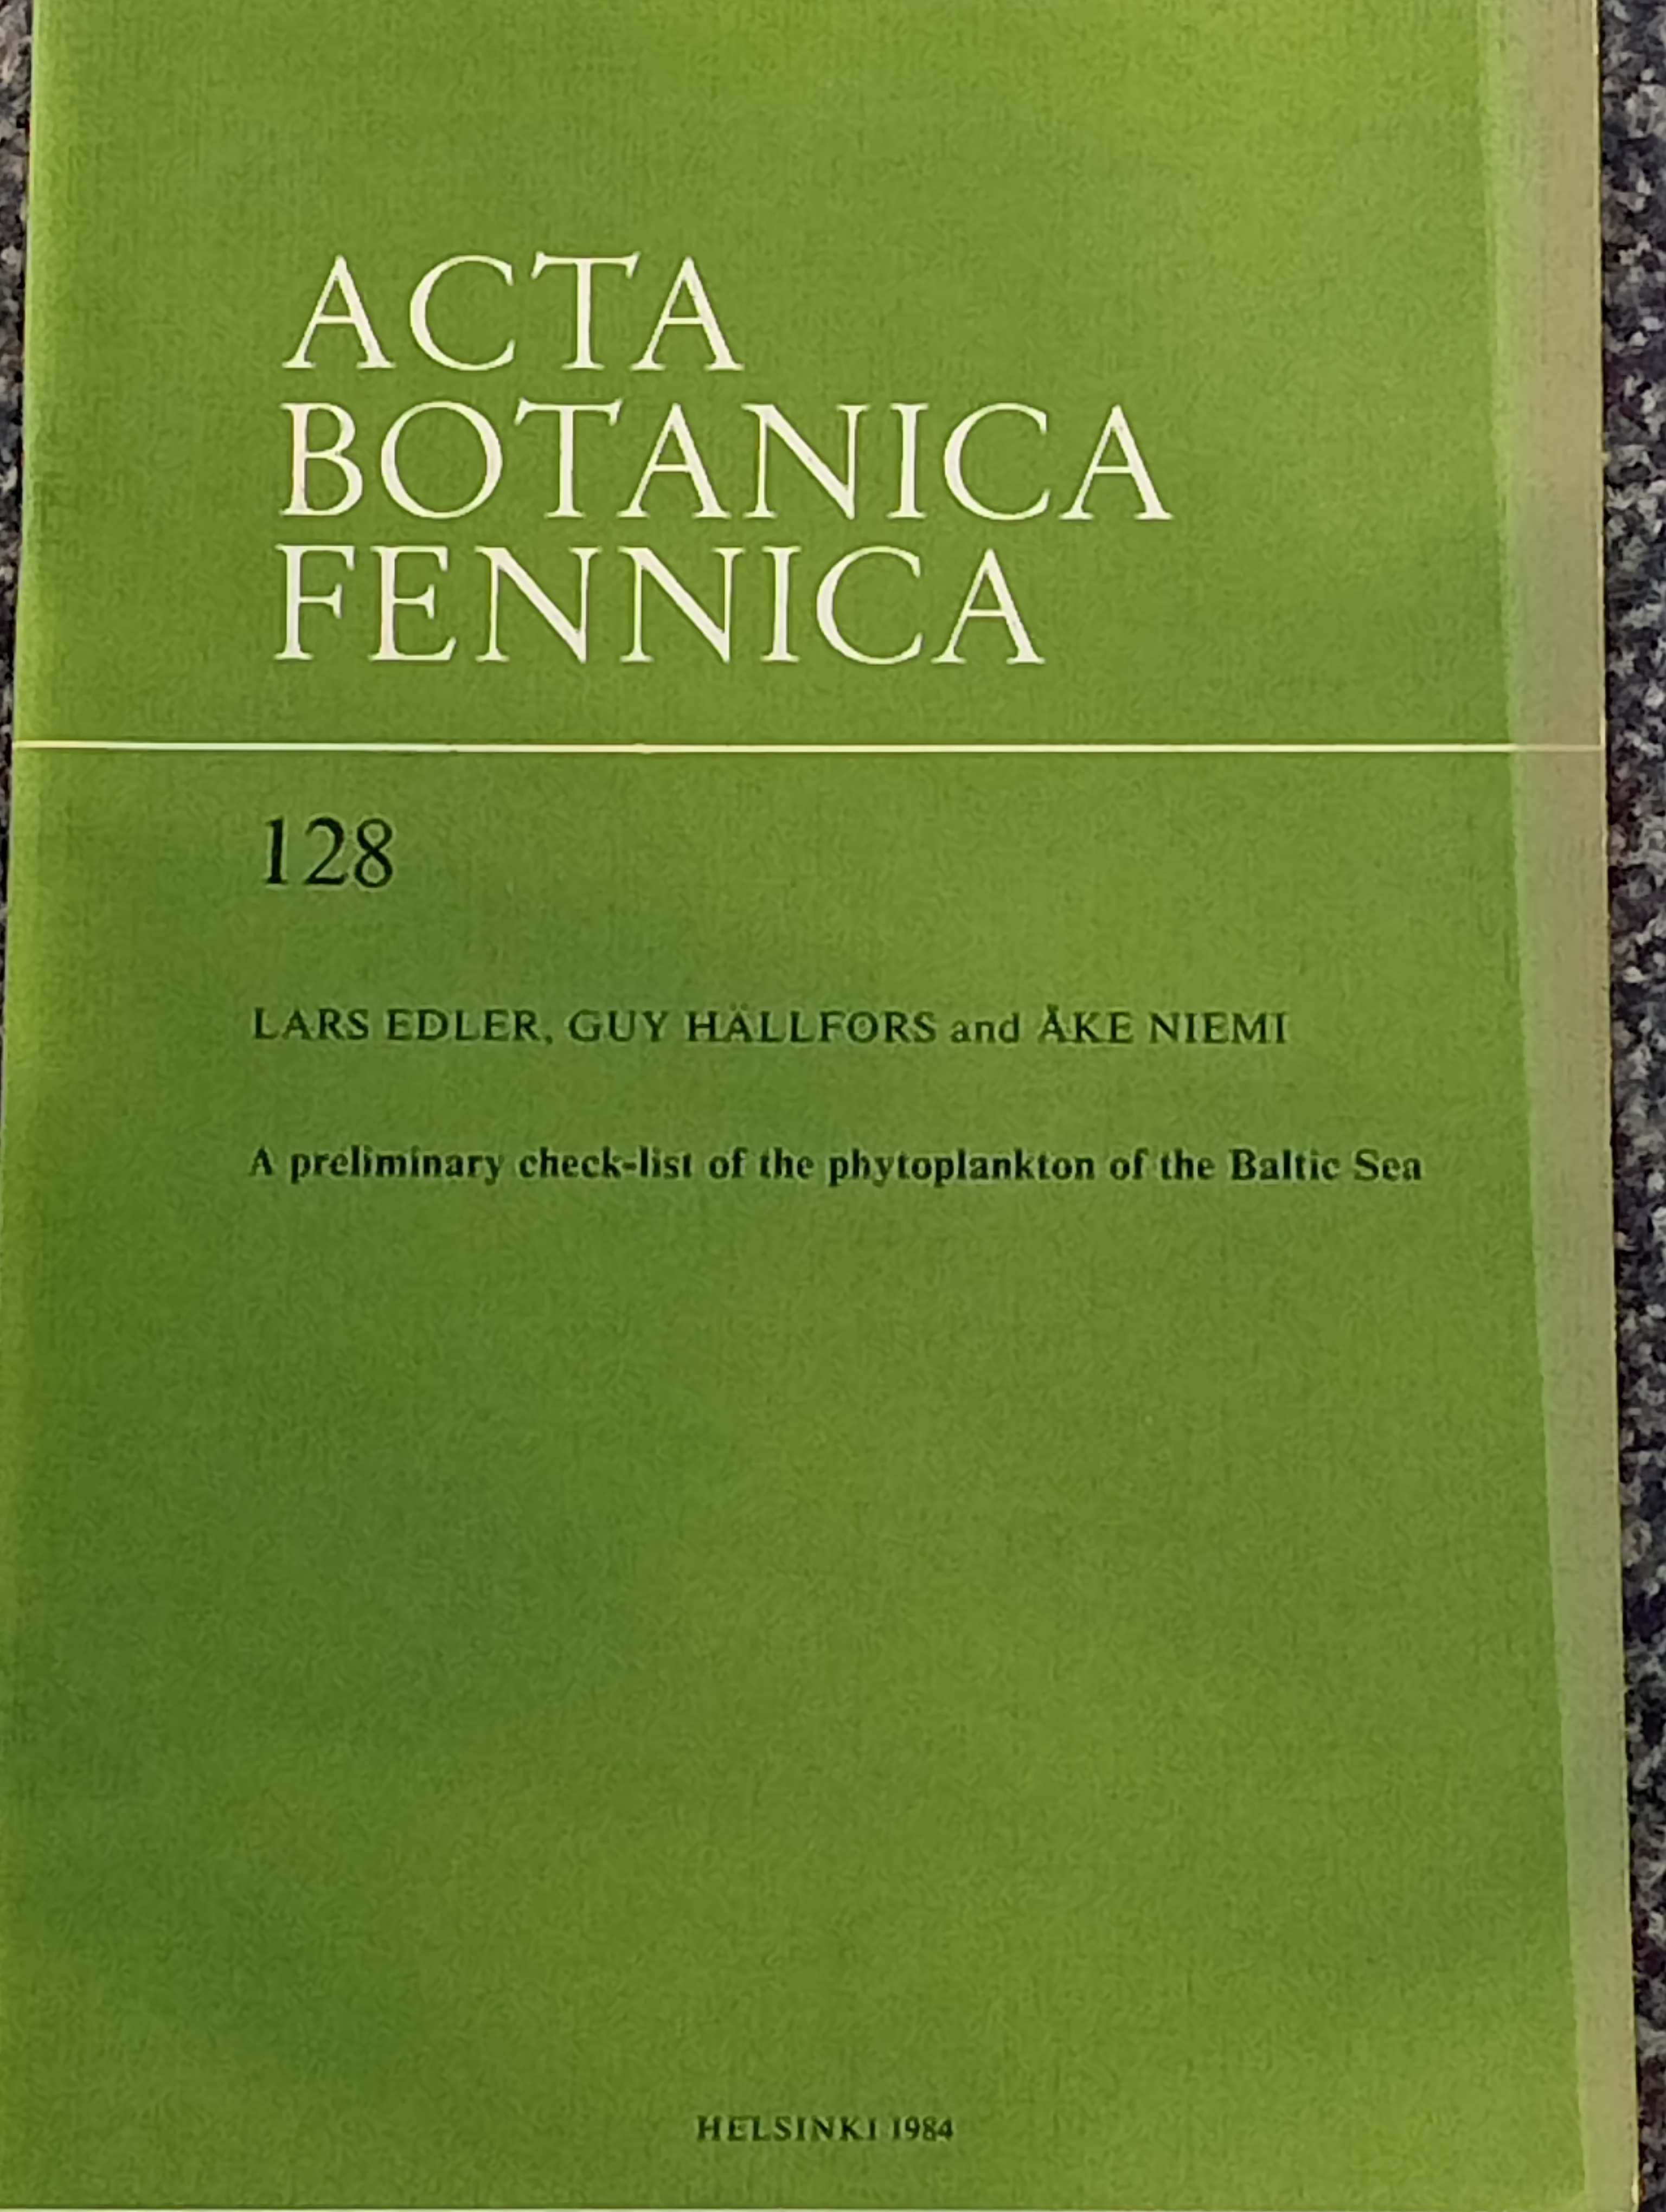 ACTA
BOTANICA
FENNICA
128
LARS EDLER, GUY HÄLLFORS and ÅKE NIEMI
A preliminary check-list of the phytoplankton of the Baltic Sea
HELSINKI 1984